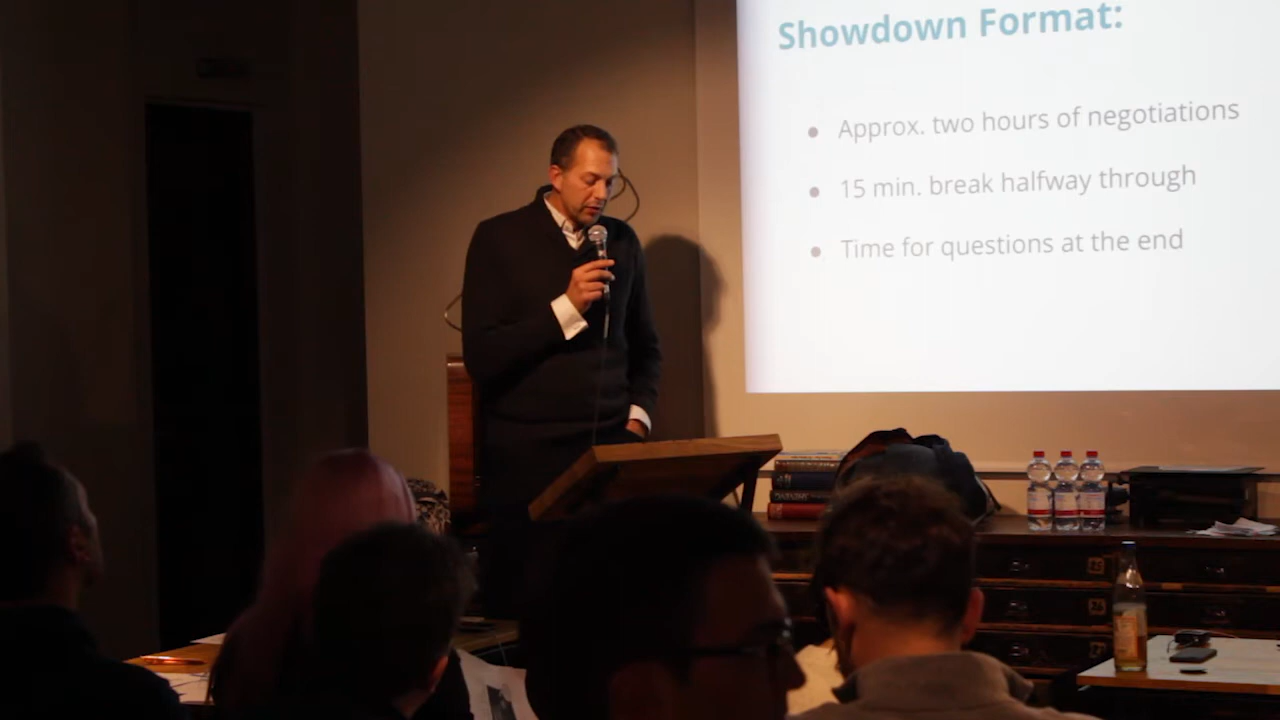 Showdown Format:
Approx. two hours of negotiations
15 min. break halfway through
Time for questions at the end